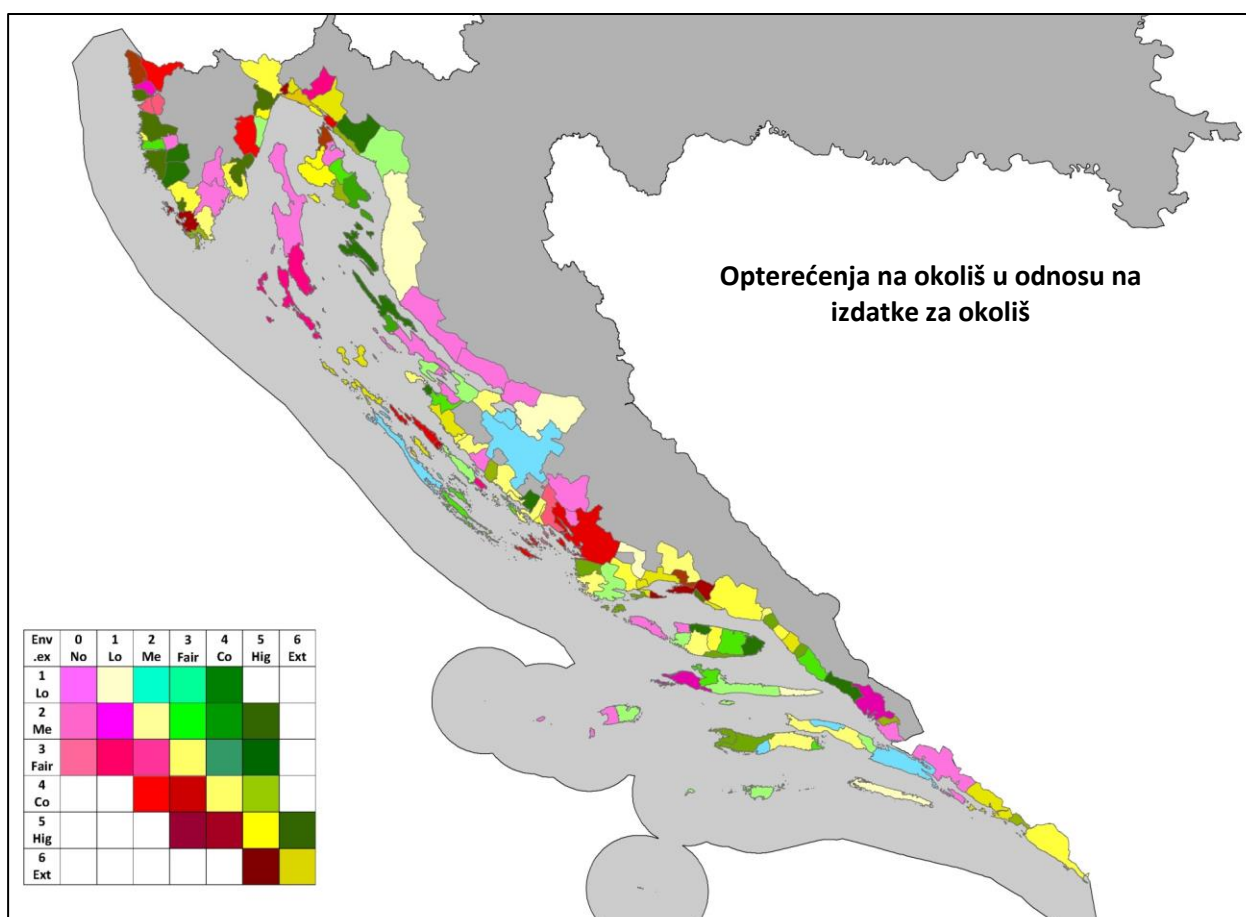 Opterećenja na okoliš u odnosu na
izdatke za okoliš
Env .ex 0 No 1 Lo 2 Me 3 Fair 4 Co 5 Hig 6 Ext
1 Lo
2 Me
3 Fair
4 Co
5 Hig
6 Ext